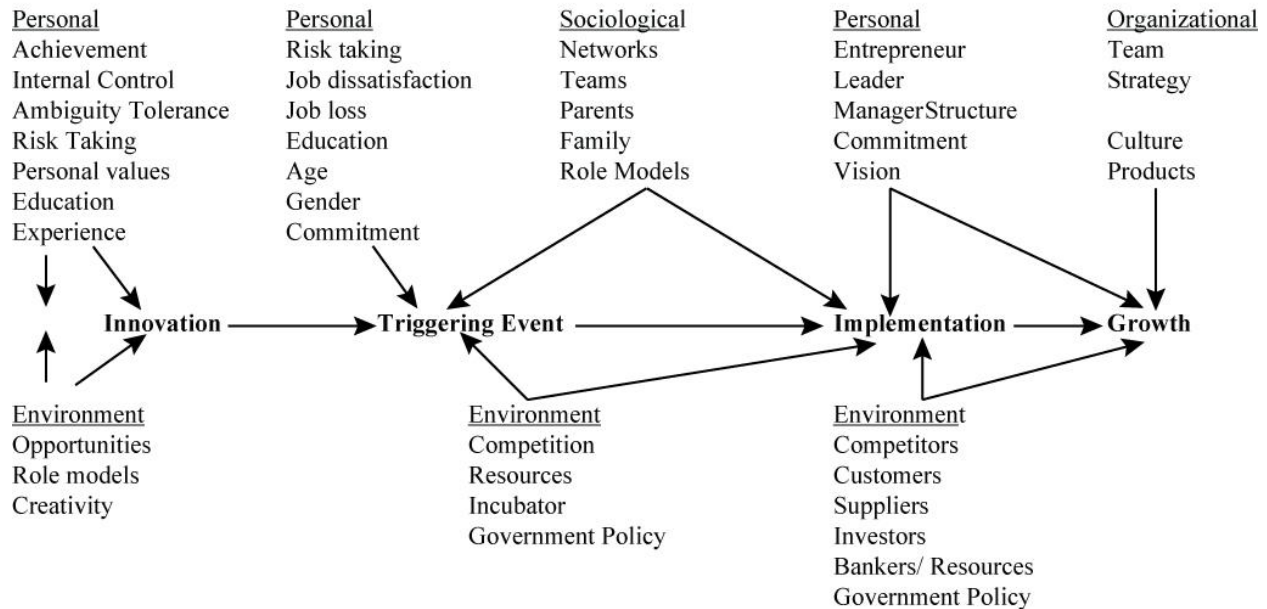 Personal
Achievement
Internal Control
Ambiguity Tolerance
Risk Taking
Personal values
Education
Experience
Personal
Risk taking
Job dissatisfaction
Job loss
Education
Age
Gender
Commitment
Sociological
Networks
Teams
Parents
Family
Role Models
Personal
Entrepreneur
Leader
ManagerStructure
Commitment
Vision
Organizational
Team
Strategy
Culture
Products
Innovation
Triggering Event
Implementation
Growth
Environment
Opportunities
Role models
Creativity
Environment
Competition
Resources
Incubator
Government Policy
Environment
Competitors
Customers
Suppliers
Investors
Bankers/ Resources
Government Policy